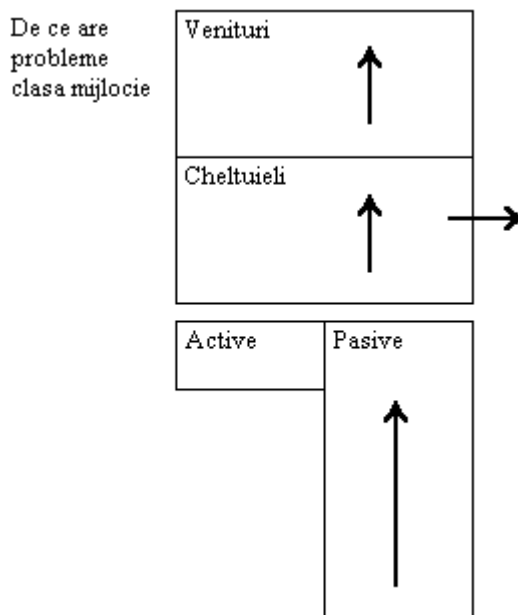 De ce are
probleme
clasa mijlocie
Venituri
Cheltuieli
Active
Pasive